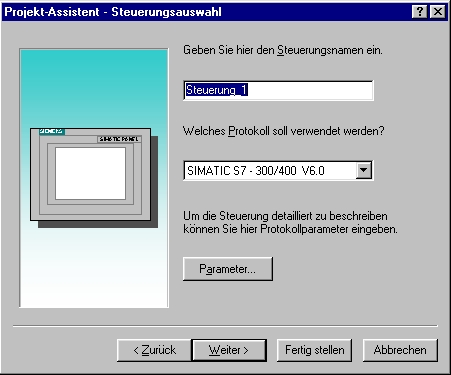 Projekt-Assistent - Steuerungsauswahl
Geben Sie hier den Steuerungsnamen ein.
Steuerung_1
SIEMENS
SIMATIC PANEL
Welches Protokoll soll verwendet werden?
SIMATIC S7 - 300/400 V6.0
Um die Steuerung detailliert zu beschreiben
können Sie hier Protokollparameter eingeben.
Parameter...
< Zurück
Weiter >
Fertig stellen
Abbrechen